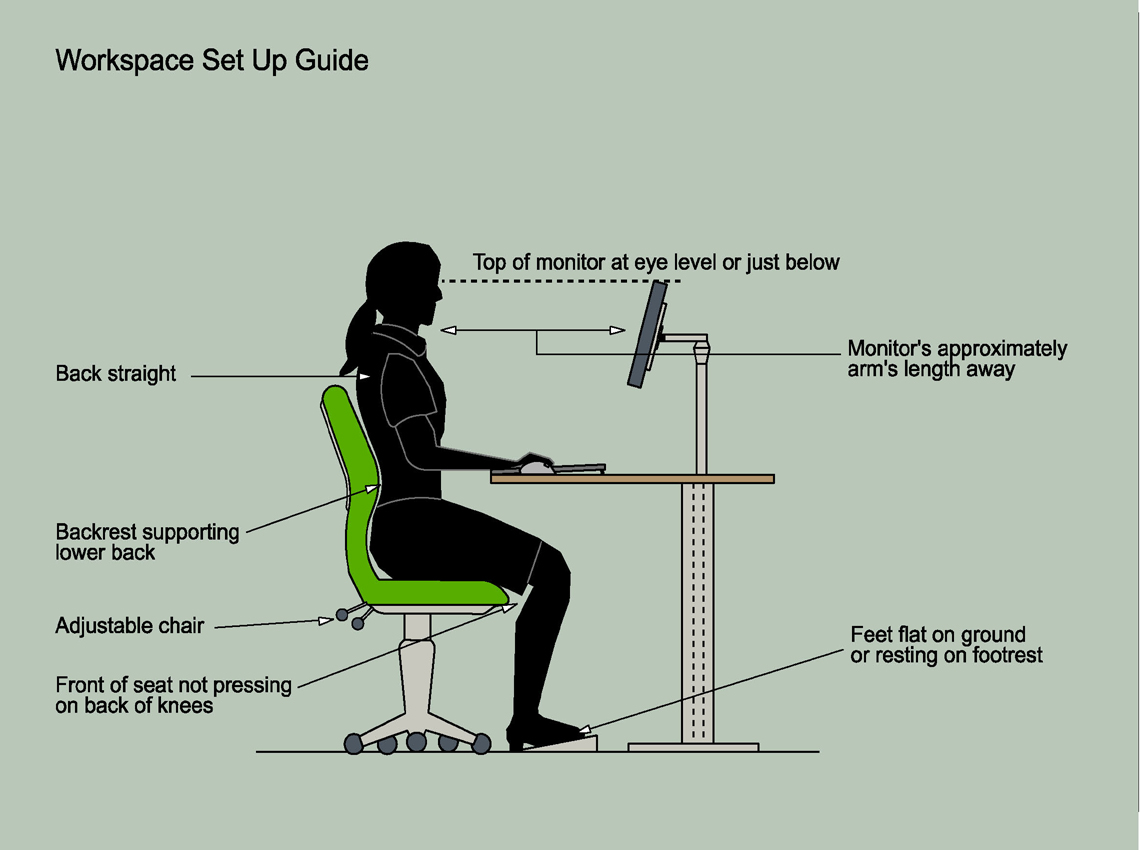 Workspace Set Up Guide
Top of monitor at eye level or just below
Monitor's approximately
arm's length away
Back straight
Backrest supporting
lower back
Adjustable chair
Feet flat on ground
or resting on footrest
Front of seat not pressing
on back of knees